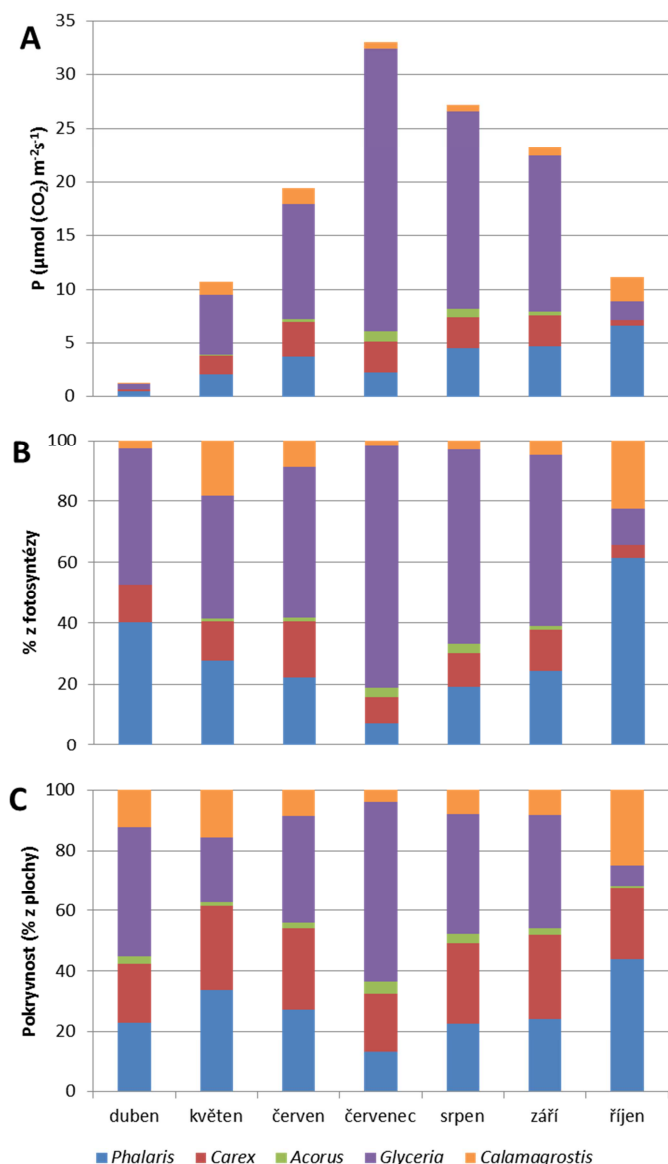 A
P (μmol (CO₂) m⁻²s⁻¹)
35
30
25
20
15
10
5
0
B
% z fotosyntézy
100
80
60
40
20
0
C
Pokryvnost (% z plochy)
100
80
60
40
20
0
duben květen červen červenec srpen září říjen
Phalaris Carex Acorus Glyceria Calamagrostis